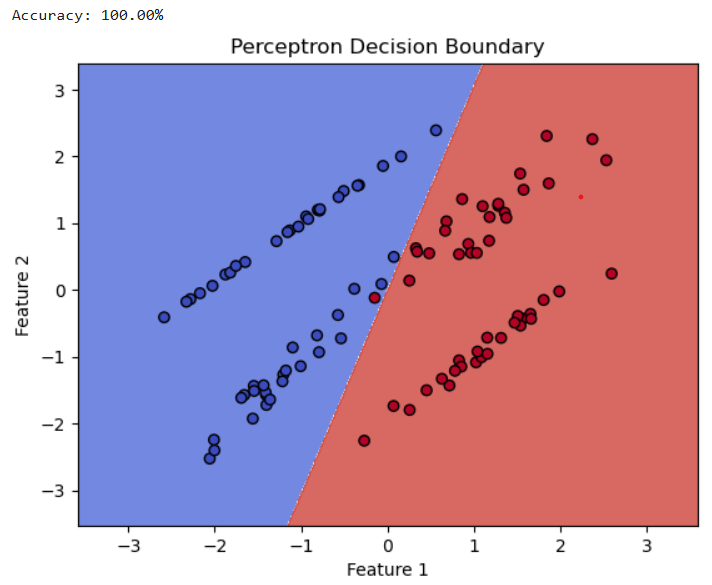 Accuracy: 100.00%
Perceptron Decision Boundary
3
2
1
0
−1
−2
−3
Feature 2
−3 −2 −1 0 1 2 3
Feature 1